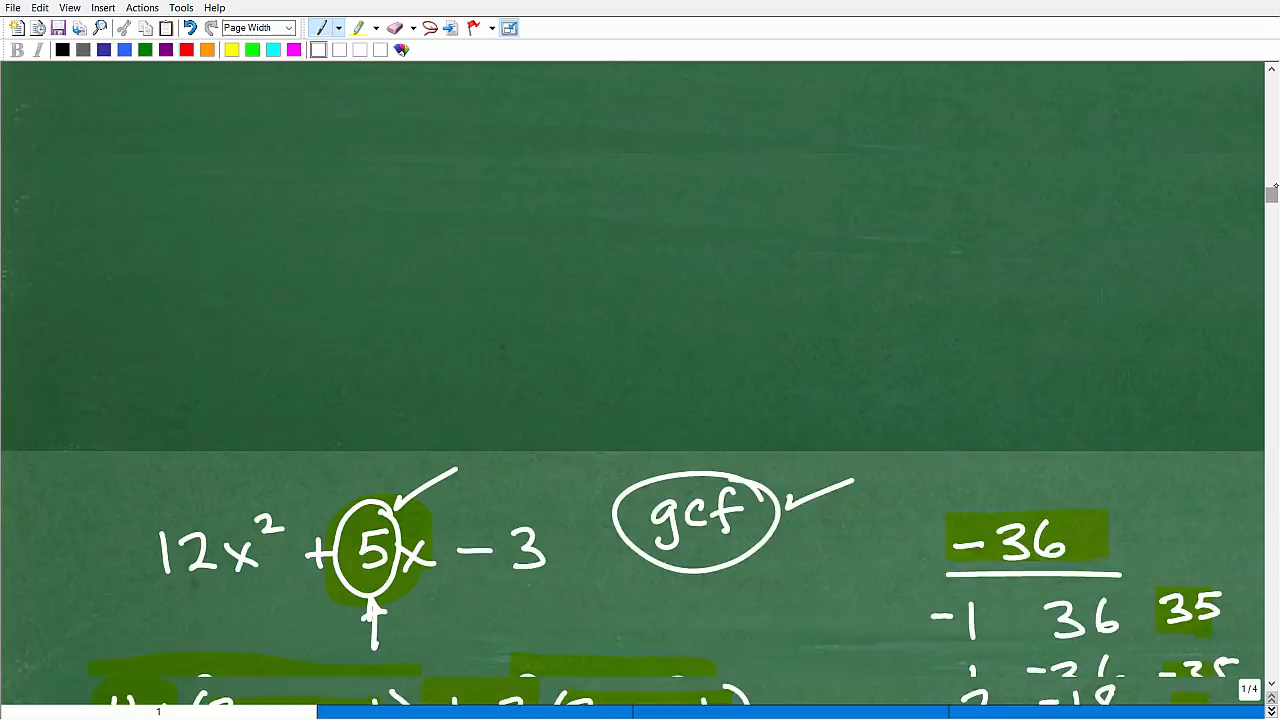 File Edit View Insert Actions Tools Help
Page Width
B I
12x² + 5x - 3
gcf
-36
-1 36 35
1/4
1